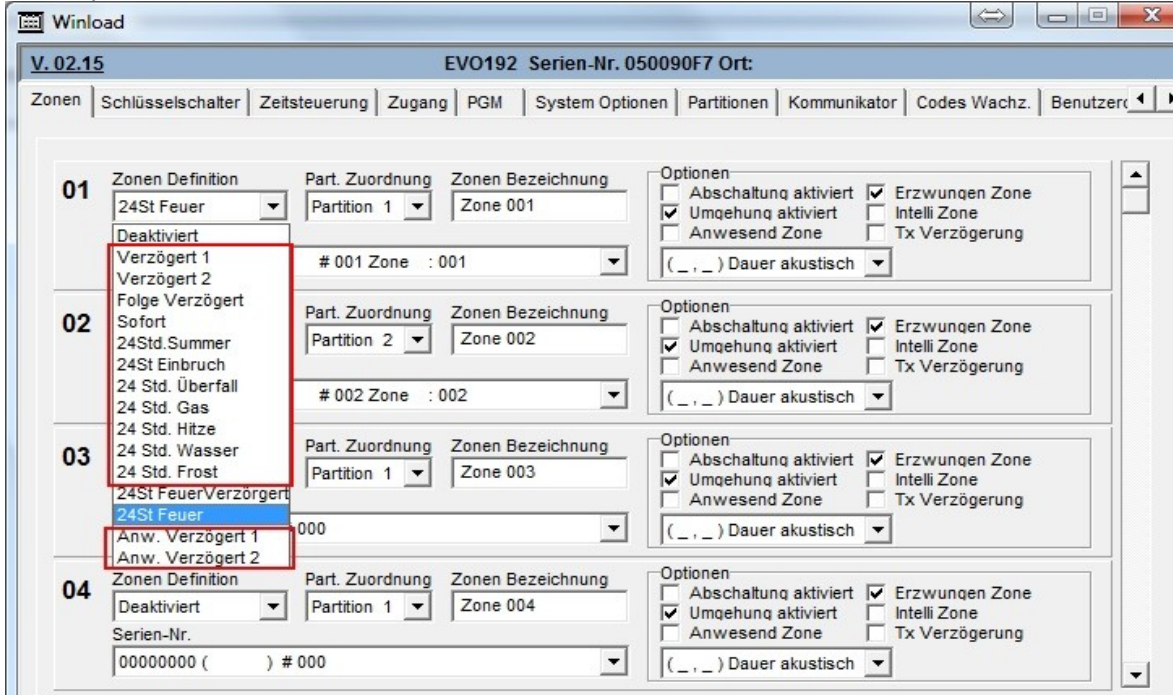 Winload
V. 02.15 EVO192 Serien-Nr. 050090F7 Ort:
Zonen Schlüsselschalter Zeitsteuerung Zugang PGM System Optionen Partitionen Kommunikator Codes Wachz.
01 Zonen Definition Part. Zuordnung Zonen Bezeichnung Optionen
24St Feuer Partition 1 Zone 001
Abschaltung aktiviert Erzwungen Zone
Umgehung aktiviert Intelli Zone
Anwesend Zone Tx Verzögerung
# 001 Zone : 001 ( _ , _ ) Dauer akustisch
Deaktiviert
Verzögert 1
Verzögert 2
Folge Verzögert
Sofort
24Std.Summer
24St Einbruch
24 Std. Überfall
24 Std. Gas
24 Std. Hitze
24 Std. Wasser
24 Std. Frost
24St FeuerVerzörgert
24St Feuer
Anw. Verzögert 1
Anw. Verzögert 2
02 Part. Zuordnung Zonen Bezeichnung Optionen
Partition 2 Zone 002
Abschaltung aktiviert Erzwungen Zone
Umgehung aktiviert Intelli Zone
Anwesend Zone Tx Verzögerung
# 002 Zone : 002 ( _ , _ ) Dauer akustisch
03 Part. Zuordnung Zonen Bezeichnung Optionen
Partition 1 Zone 003
Abschaltung aktiviert Erzwungen Zone
Umgehung aktiviert Intelli Zone
Anwesend Zone Tx Verzögerung
000 ( _ , _ ) Dauer akustisch
04 Zonen Definition Part. Zuordnung Zonen Bezeichnung Optionen
Deaktiviert Partition 1 Zone 004
Abschaltung aktiviert Erzwungen Zone
Umgehung aktiviert Intelli Zone
Anwesend Zone Tx Verzögerung
Serien-Nr.
00000000 ( ) # 000 ( _ , _ ) Dauer akustisch